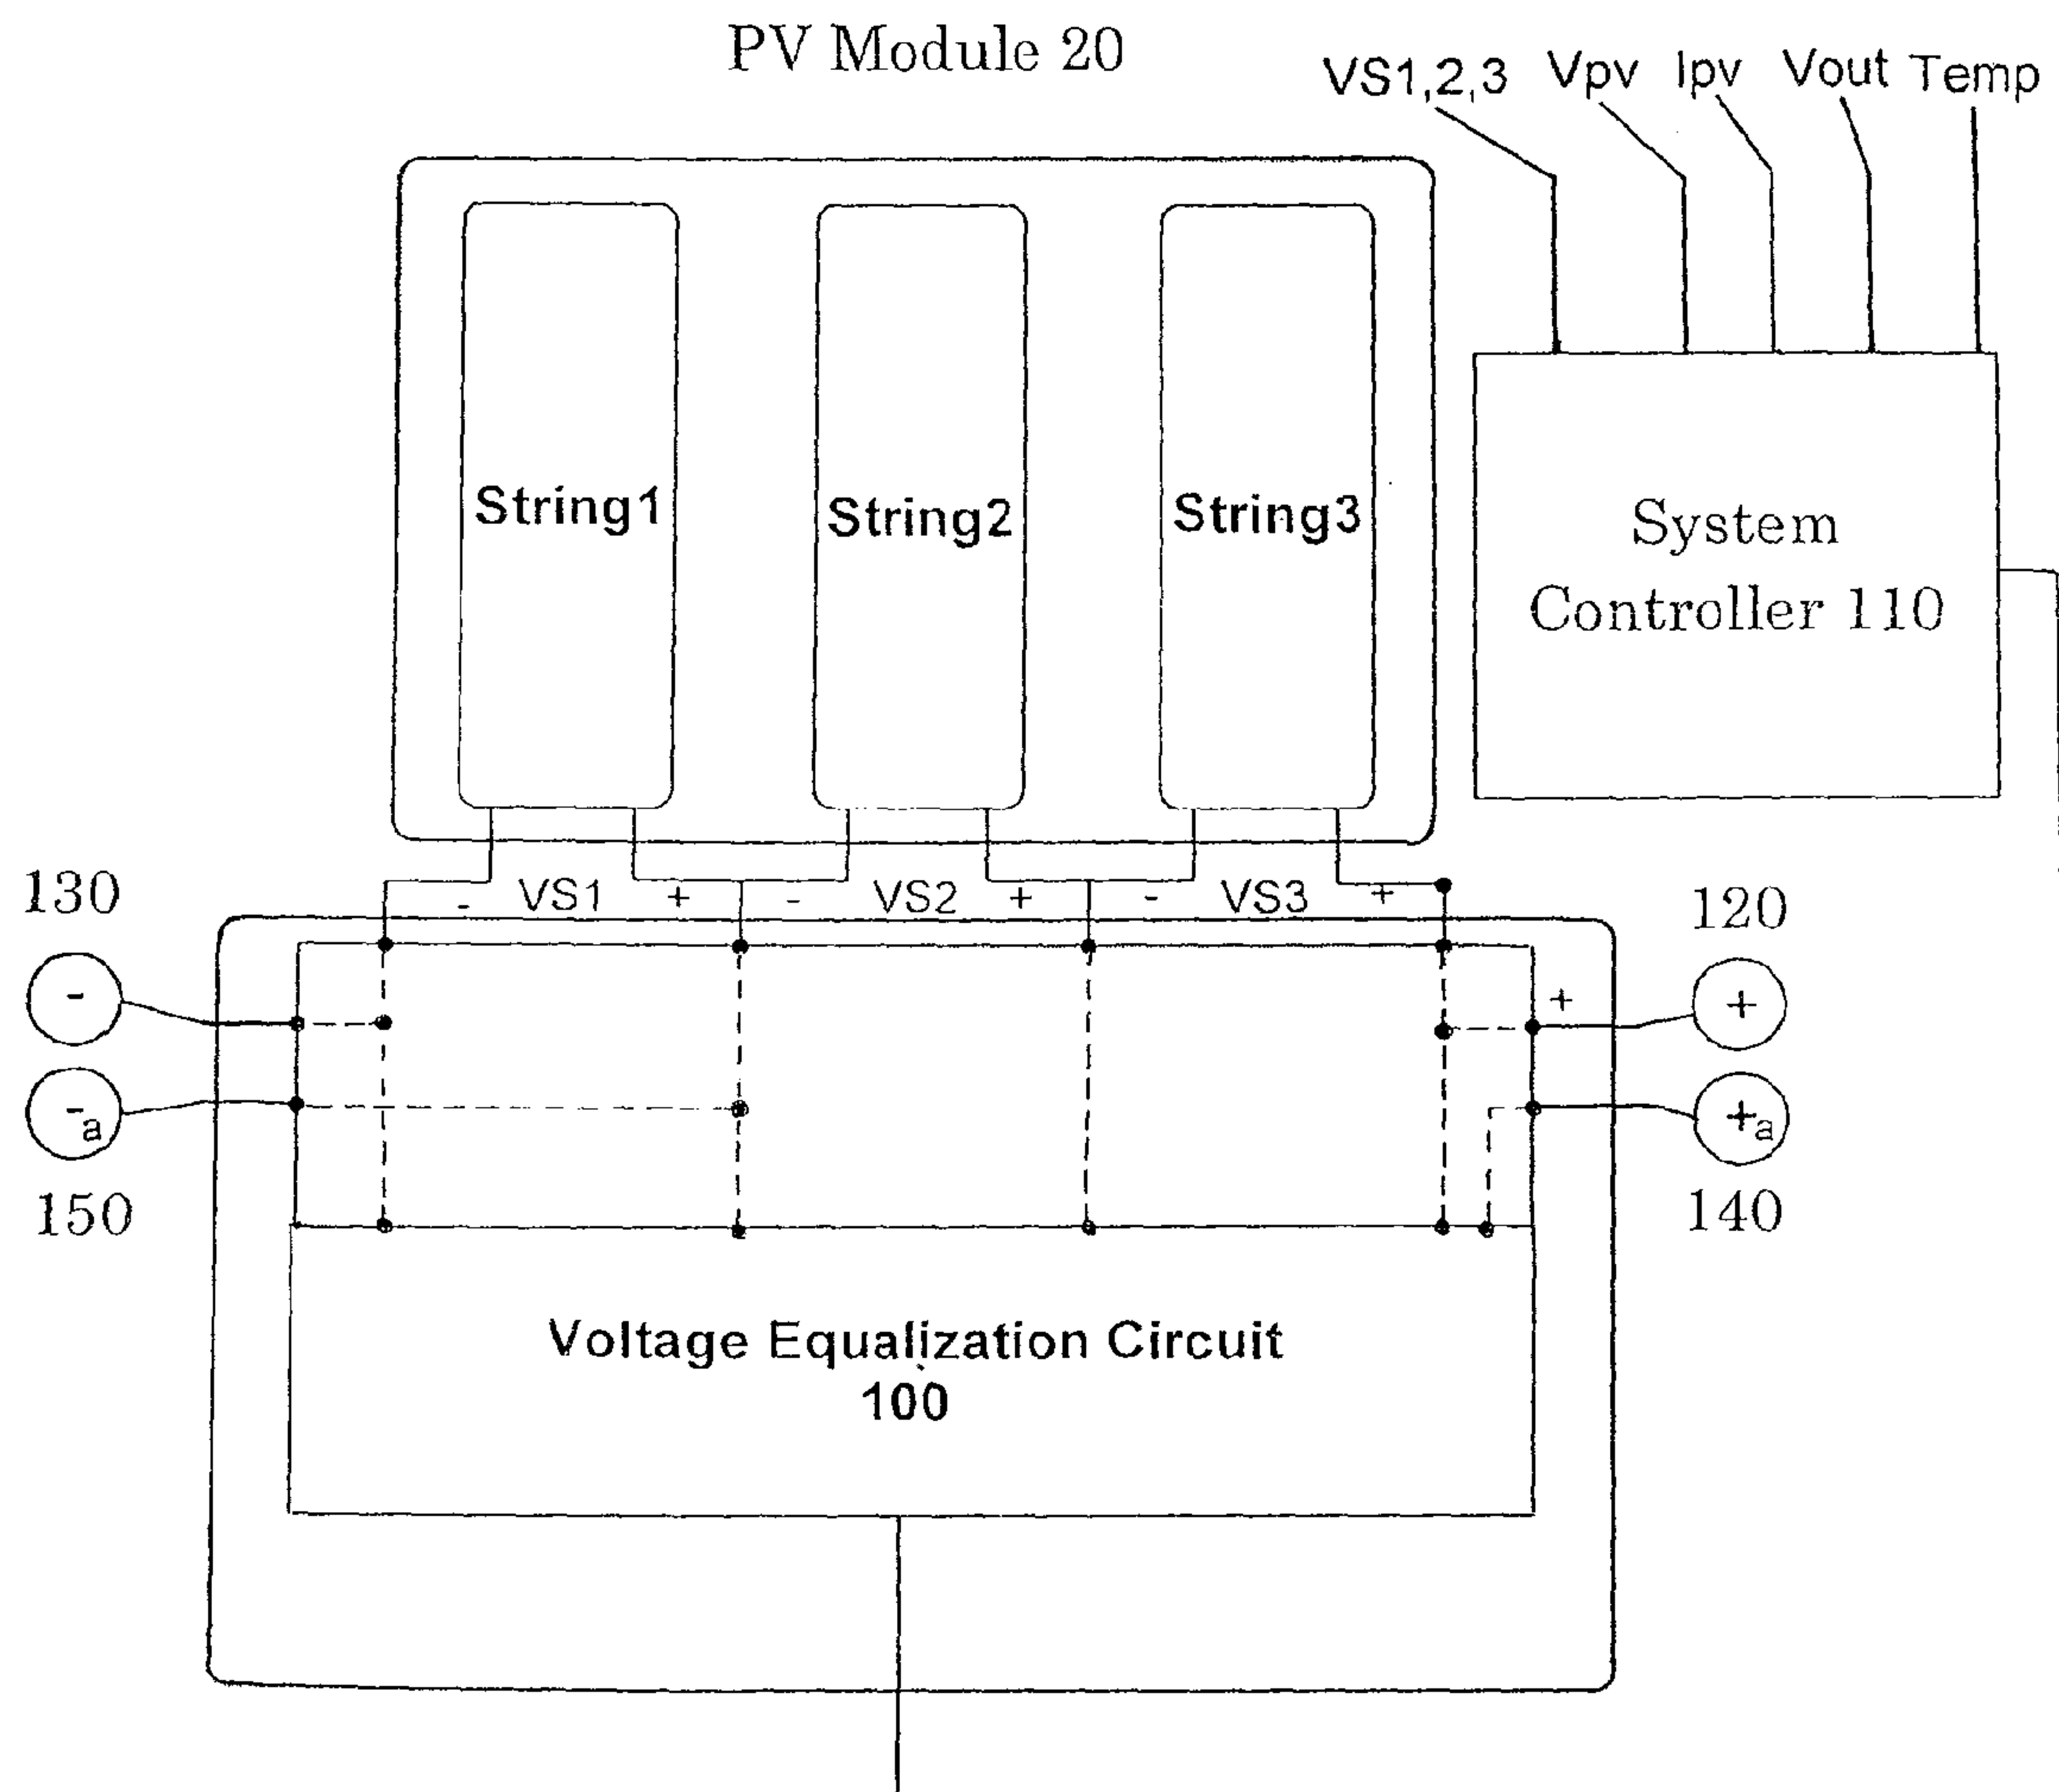 PV Module 20
VS1,2,3 Vpv Ipv Vout Temp
String1
String2
String3
System
Controller 110
- VS1 + - VS2 + - VS3 +
130
120
-
+
+
-a
+a
150
140
Voltage Equalization Circuit
100